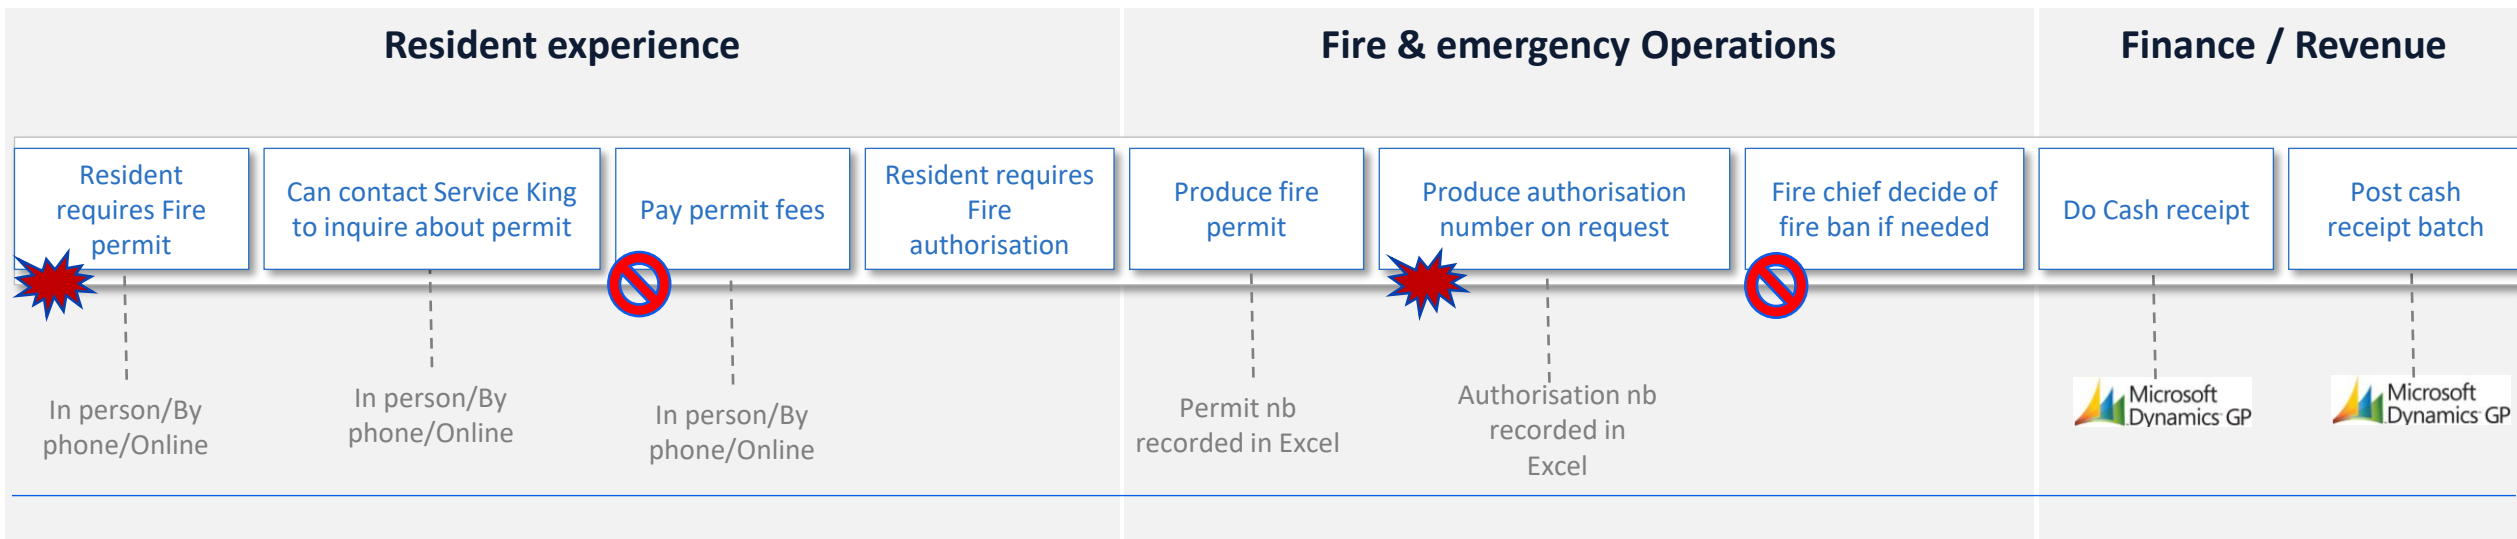 Resident experience
Fire & emergency Operations
Finance / Revenue
Resident
requires Fire
permit
Can contact Service King
to inquire about permit
Pay permit fees
Resident requires
Fire
authorisation
Produce fire
permit
Produce authorisation
number on request
Fire chief decide of
fire ban if needed
Do Cash receipt
Post cash
receipt batch
In person/By
phone/Online
In person/By
phone/Online
In person/By
phone/Online
Permit nb
recorded in Excel
Authorisation nb
recorded in
Excel
Microsoft
Dynamics GP
Microsoft
Dynamics GP